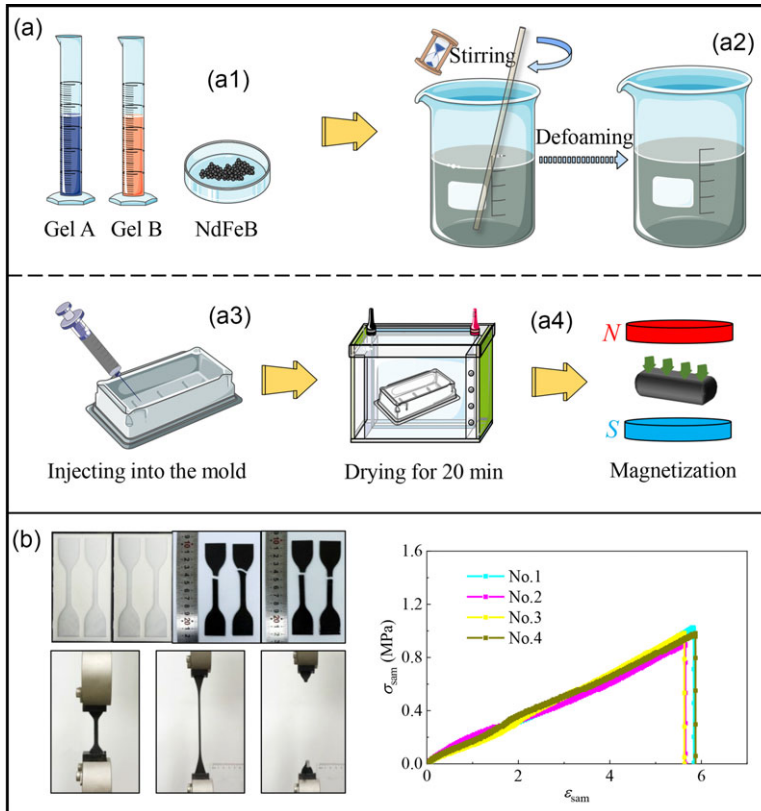 (a)
(a1)
Gel A
Gel B
NdFeB
Stirring
(a2)
Defoaming
(a3)
Injecting into the mold
Drying for 20 min
(a4)
N
S
Magnetization
(b)
No.1
No.2
No.3
No.4
σsam (MPa)
1.6
1.2
0.8
0.4
0.0
0
2
4
6
εsam